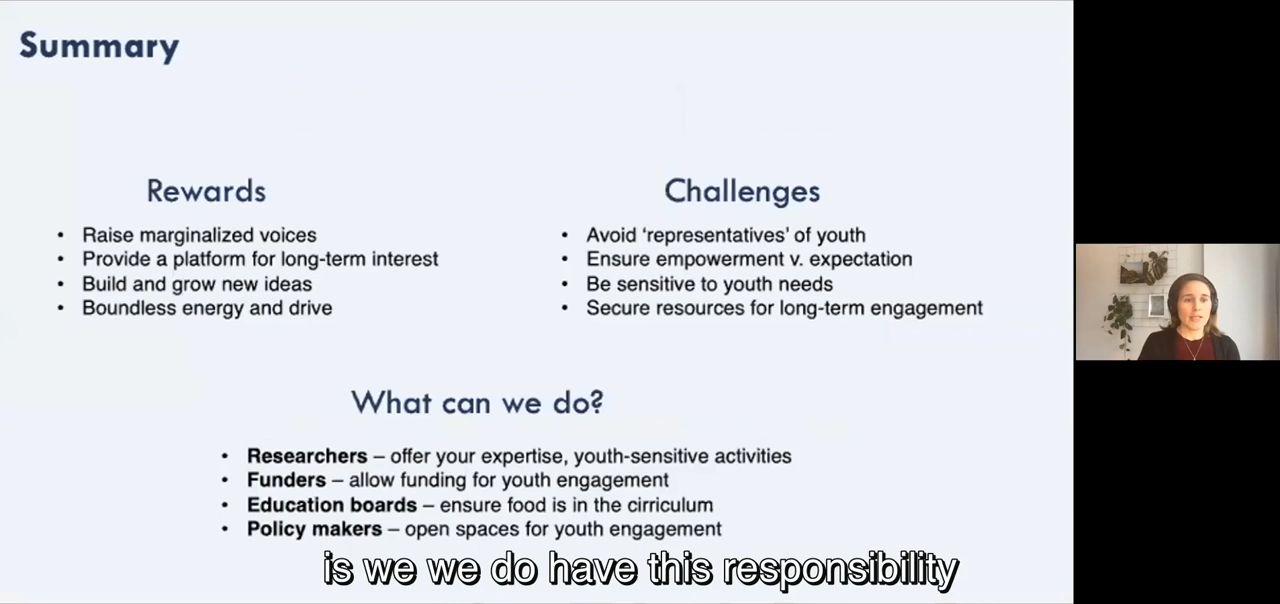 Summary
Rewards
• Raise marginalized voices
• Provide a platform for long-term interest
• Build and grow new ideas
• Boundless energy and drive
Challenges
• Avoid ‘representatives’ of youth
• Ensure empowerment v. expectation
• Be sensitive to youth needs
• Secure resources for long-term engagement
What can we do?
• Researchers – offer your expertise, youth-sensitive activities
• Funders – allow funding for youth engagement
• Education boards – ensure food is in the cirriculum
• Policy makers – open spaces for youth engagement
is we we do have this responsibility